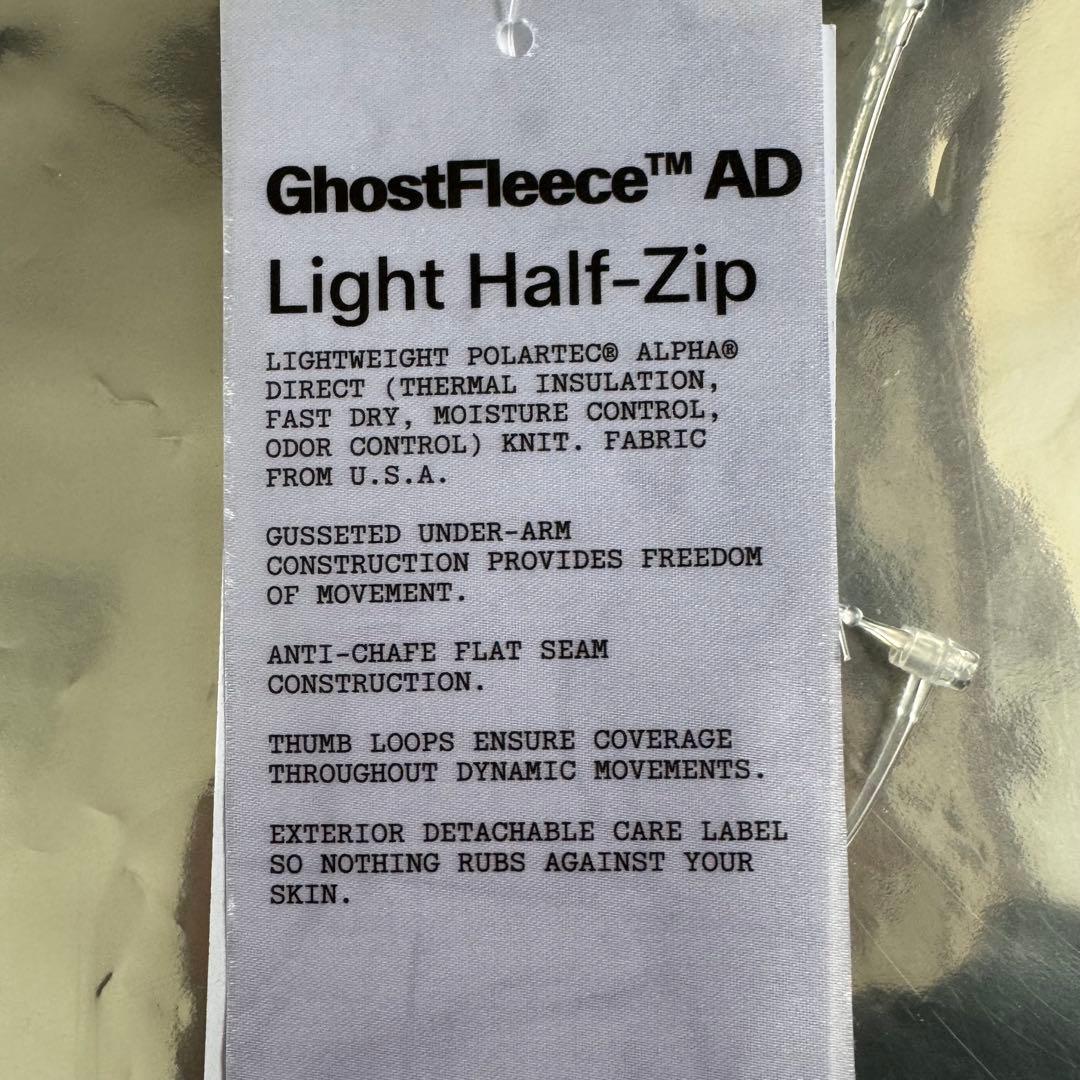 GhostFleece™ AD
Light Half-Zip
LIGHTWEIGHT POLARTEC® ALPHA®
DIRECT (THERMAL INSULATION,
FAST DRY, MOISTURE CONTROL,
ODOR CONTROL) KNIT. FABRIC
FROM U.S.A.
GUSSETED UNDER-ARM
CONSTRUCTION PROVIDES FREEDOM
OF MOVEMENT.
ANTI-CHAFE FLAT SEAM
CONSTRUCTION.
THUMB LOOPS ENSURE COVERAGE
THROUGHOUT DYNAMIC MOVEMENTS.
EXTERIOR DETACHABLE CARE LABEL
SO NOTHING RUBS AGAINST YOUR
SKIN.